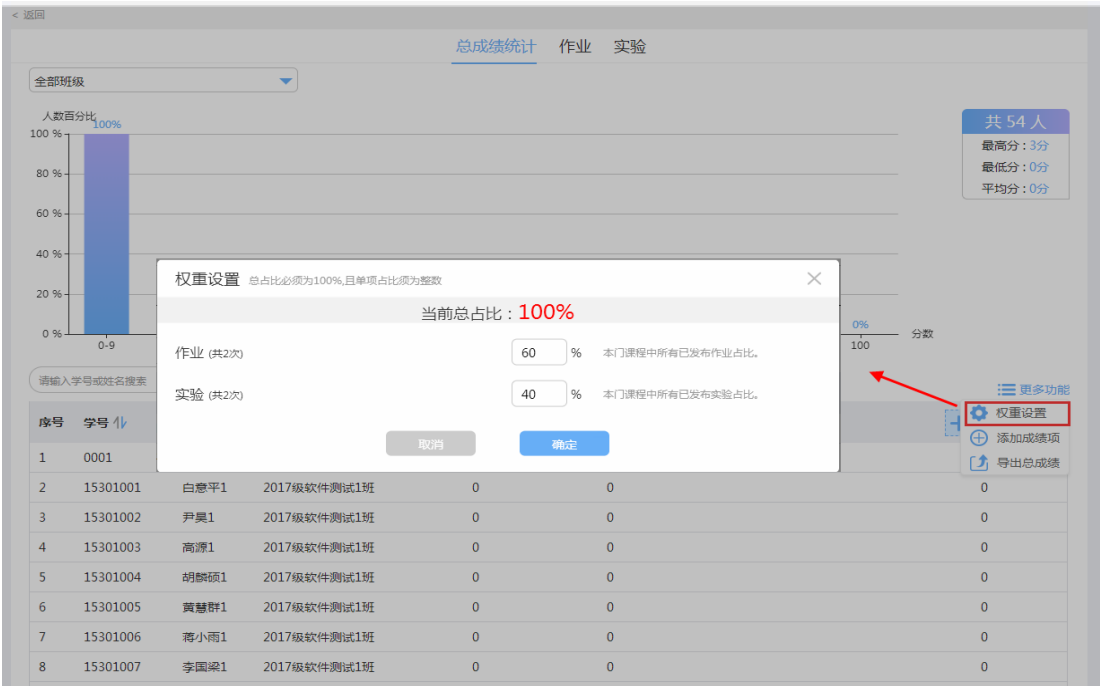 < 返回
总成绩统计 作业 实验
全部班级
人数百分比
100%
100 %
80 %
60 %
40 %
20 %
0 %
0-9
0%
100
分数
共 54 人
最高分：3分
最低分：0分
平均分：0分
权重设置 总占比必须为100%,且单项占比须为整数
当前总占比：100%
作业 (共2次) 60 % 本门课程中所有已发布作业占比。
实验 (共2次) 40 % 本门课程中所有已发布实验占比。
取消 确定
请输入学号或姓名搜索
更多功能
权重设置
添加成绩项
导出总成绩
序号 学号
1 0001
2 15301001 白意平1 2017级软件测试1班 0 0 0
3 15301002 尹昊1 2017级软件测试1班 0 0 0
4 15301003 高源1 2017级软件测试1班 0 0 0
5 15301004 胡麟硕1 2017级软件测试1班 0 0 0
6 15301005 黄慧群1 2017级软件测试1班 0 0 0
7 15301006 蒋小雨1 2017级软件测试1班 0 0 0
8 15301007 李国梁1 2017级软件测试1班 0 0 0